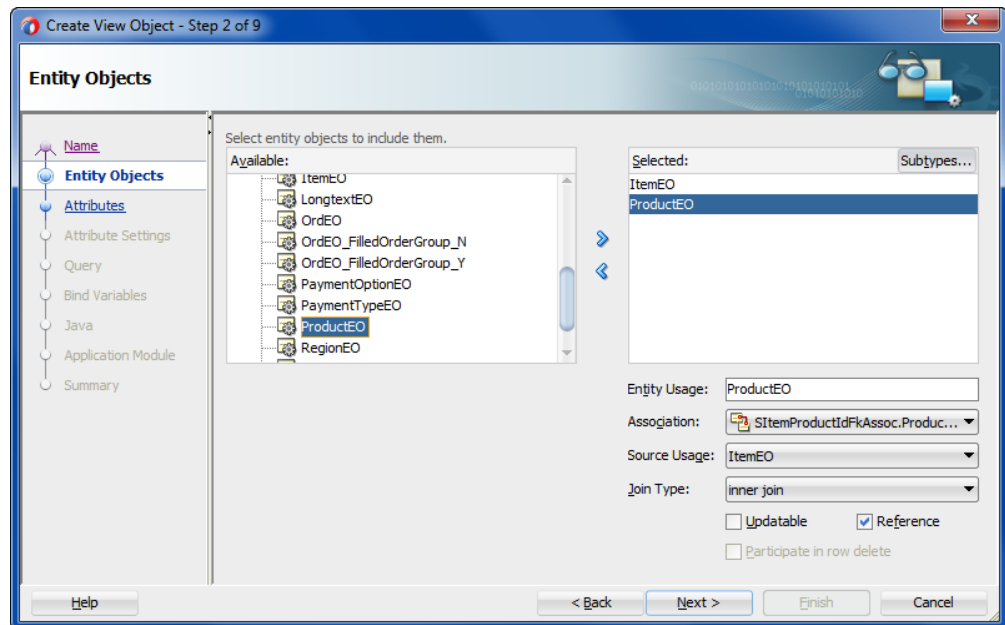 Create View Object - Step 2 of 9
Entity Objects
Name
Entity Objects
Attributes
Attribute Settings
Query
Bind Variables
Java
Application Module
Summary
Select entity objects to include them.
Available:
ItemEO
LongtextEO
OrdEO
OrdEO_FilledOrderGroup_N
OrdEO_FilledOrderGroup_Y
PaymentOptionEO
PaymentTypeEO
ProductEO
RegionEO
Selected:
Subtypes...
ItemEO
ProductEO
Entity Usage: ProductEO
Association: SItemProductIdFkAssoc.Produc...
Source Usage: ItemEO
Join Type: inner join
Updatable Reference
Participate in row delete
Help < Back Next > Finish Cancel